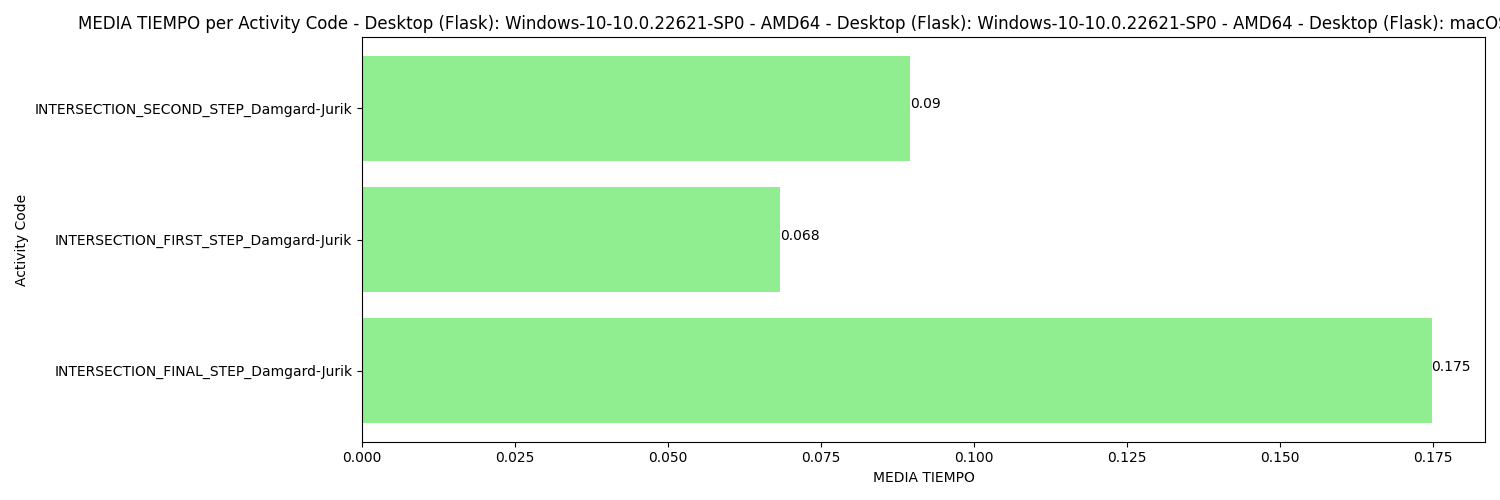 MEDIA TIEMPO per Activity Code - Desktop (Flask): Windows-10-10.0.22621-SP0 - AMD64 - Desktop (Flask): Windows-10-10.0.22621-SP0 - AMD64 - Desktop (Flask): macOS
INTERSECTION_SECOND_STEP_Damgard-Jurik
0.09
INTERSECTION_FIRST_STEP_Damgard-Jurik
0.068
INTERSECTION_FINAL_STEP_Damgard-Jurik
0.175
Activity Code
0.000 0.025 0.050 0.075 0.100 0.125 0.150 0.175
MEDIA TIEMPO